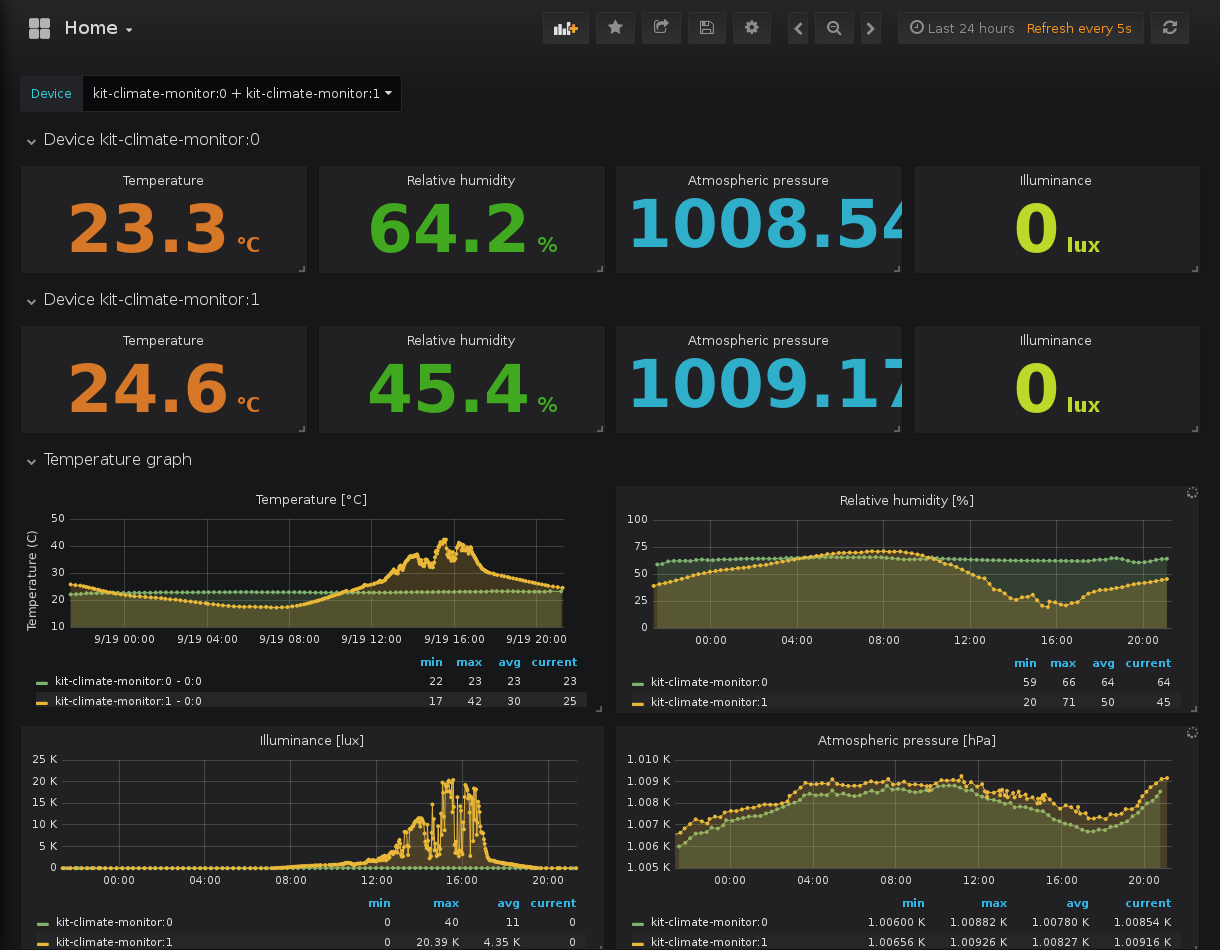 Home
Last 24 hours Refresh every 5s
Device kit-climate-monitor:0 + kit-climate-monitor:1
Device kit-climate-monitor:0
Temperature Relative humidity Atmospheric pressure Illuminance
23.3 °C 64.2 % 1008.54 0 lux
Device kit-climate-monitor:1
Temperature Relative humidity Atmospheric pressure Illuminance
24.6 °C 45.4 % 1009.17 0 lux
Temperature graph
Temperature [°C]
Temperature (C)
50
40
30
20
10
9/19 00:00 9/19 04:00 9/19 08:00 9/19 12:00 9/19 16:00 9/19 20:00
min max avg current
kit-climate-monitor:0 - 0:0 22 23 23 23
kit-climate-monitor:1 - 0:0 17 42 30 25
Relative humidity [%]
100
75
50
25
0
00:00 04:00 08:00 12:00 16:00 20:00
min max avg current
kit-climate-monitor:0 59 66 64 64
kit-climate-monitor:1 20 71 50 45
Illuminance [lux]
25 K
20 K
15 K
10 K
5 K
0
00:00 04:00 08:00 12:00 16:00 20:00
min max avg current
kit-climate-monitor:0 0 40 11 0
kit-climate-monitor:1 0 20.39 K 4.35 K 0
Atmospheric pressure [hPa]
1.010 K
1.009 K
1.008 K
1.007 K
1.006 K
1.005 K
00:00 04:00 08:00 12:00 16:00 20:00
min max avg current
kit-climate-monitor:0 1.00600 K 1.00882 K 1.00780 K 1.00854 K
kit-climate-monitor:1 1.00656 K 1.00926 K 1.00827 K 1.00916 K